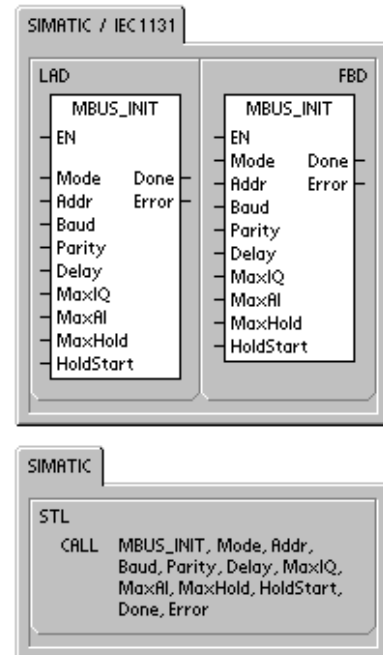 SIMATIC / IEC1131
LAD
MBUS_INIT
EN
Mode Done
Addr Error
Baud
Parity
Delay
MaxIQ
MaxAI
MaxHold
HoldStart
FBD
MBUS_INIT
EN
Mode Done
Addr Error
Baud
Parity
Delay
MaxIQ
MaxAI
MaxHold
HoldStart
SIMATIC
STL
CALL MBUS_INIT, Mode, Addr,
Baud, Parity, Delay, MaxIQ,
MaxAI, MaxHold, HoldStart,
Done, Error